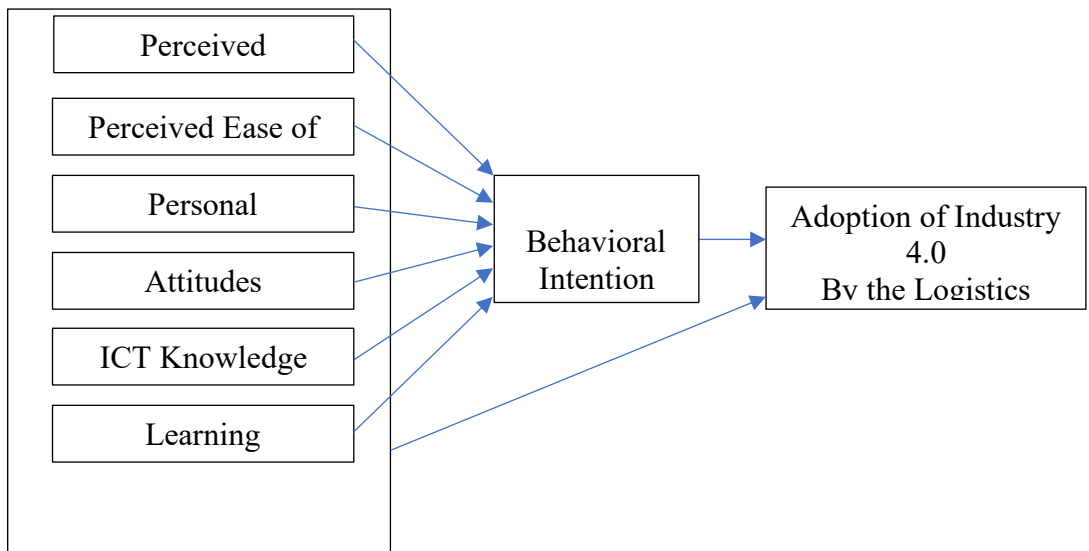 Perceived
Perceived Ease of
Personal
Attitudes
ICT Knowledge
Learning
Behavioral
Intention
Adoption of Industry
4.0
By the Logistics